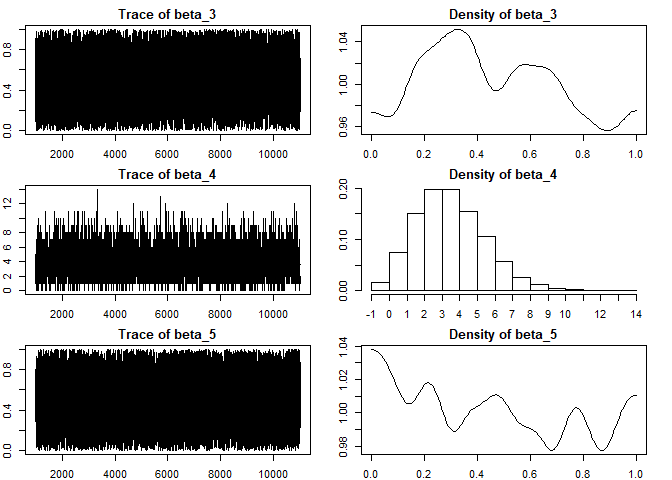 Trace of beta_3
0.0 0.4 0.8
2000 4000 6000 8000 10000
Density of beta_3
0.96 1.00 1.04
0.0 0.2 0.4 0.6 0.8 1.0
Trace of beta_4
0 2 4 6 8 12
2000 4000 6000 8000 10000
Density of beta_4
0.00 0.10 0.20
-1 0 1 2 3 4 5 6 7 8 9 10 12 14
Trace of beta_5
0.0 0.4 0.8
2000 4000 6000 8000 10000
Density of beta_5
0.98 1.00 1.02 1.04
0.0 0.2 0.4 0.6 0.8 1.0